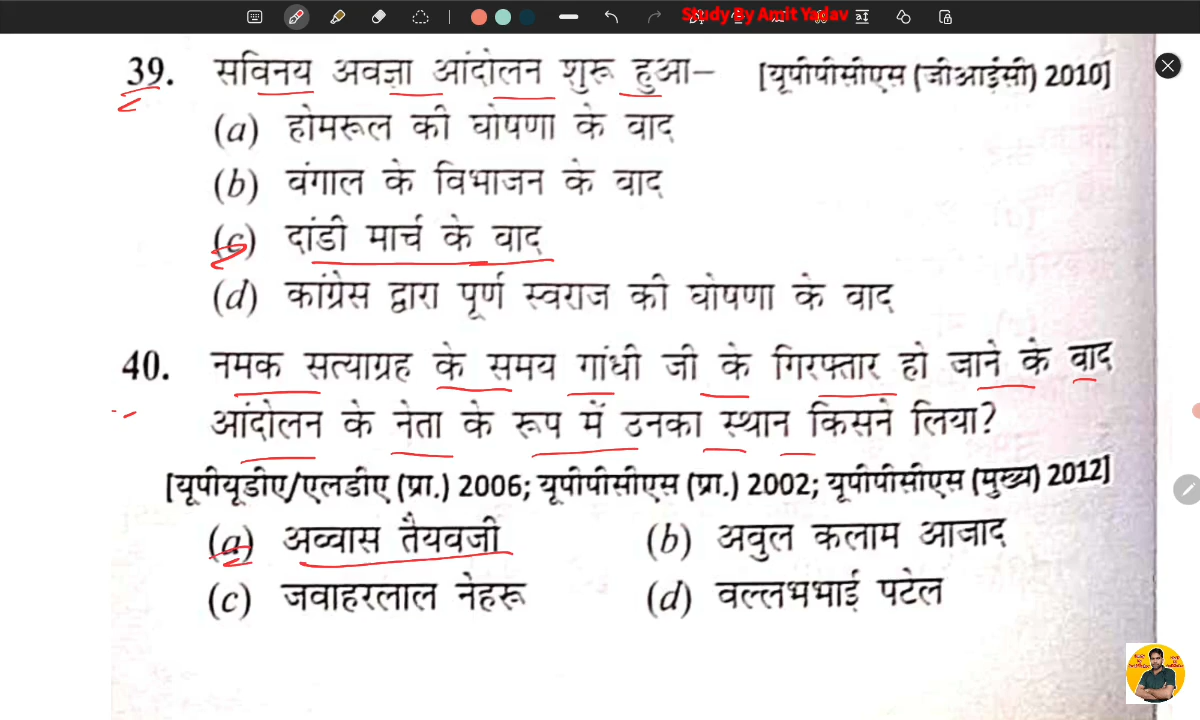 Study By Amit Yadav
39. सविनय अवज्ञा आंदोलन शुरू हुआ– [यूपीपीसीएस (जीआईसी) 2010]
(a) होमरूल की घोषणा के बाद
(b) बंगाल के विभाजन के बाद
(c) दांडी मार्च के बाद
(d) कांग्रेस द्वारा पूर्ण स्वराज की घोषणा के बाद
40. नमक सत्याग्रह के समय गांधी जी के गिरफ्तार हो जाने के बाद
आंदोलन के नेता के रूप में उनका स्थान किसने लिया?
[यूपीयूडीए/एलडीए (प्रा.) 2006; यूपीपीसीएस (प्रा.) 2002; यूपीपीसीएस (मुख्य) 2012]
(a) अब्बास तैयबजी (b) अबुल कलाम आजाद
(c) जवाहरलाल नेहरू (d) वल्लभभाई पटेल